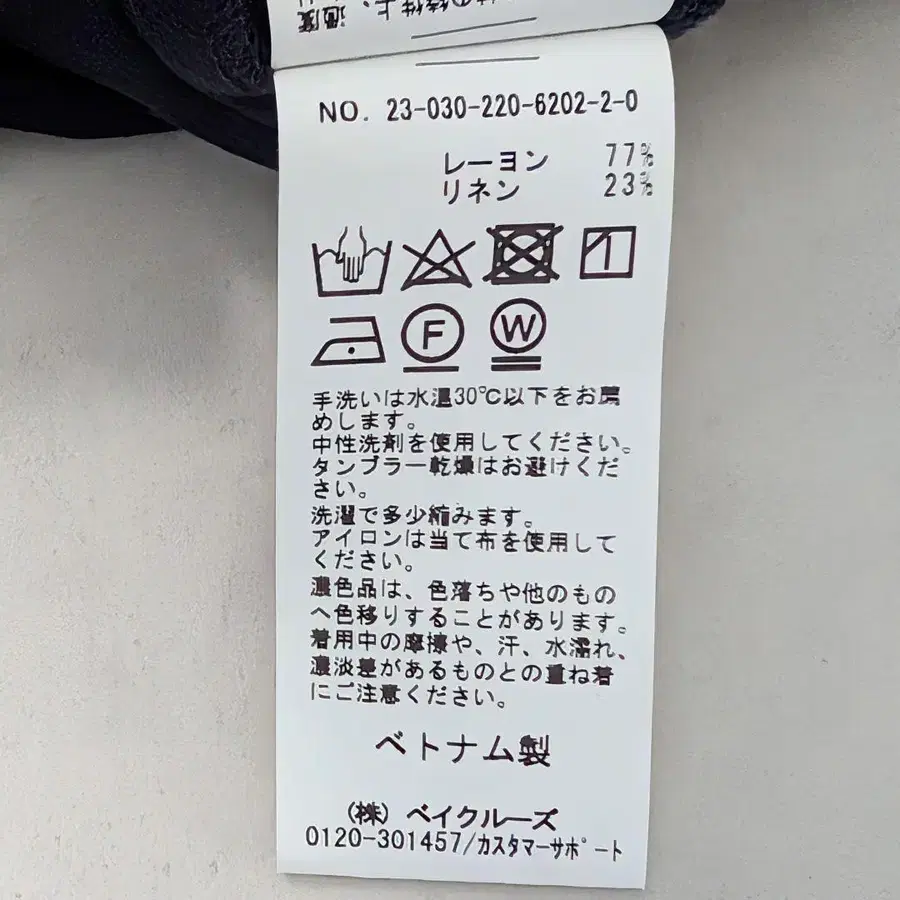 の特性上、過度
NO. 23-030-220-6202-2-0
レーヨン 77%
リネン 23%
F W
手洗いは水温30℃以下をお薦
めします。
中性洗剤を使用してください。
タンブラー乾燥はお避けくだ
さい。
洗濯で多少縮みます。
アイロンは当て布を使用して
ください。
濃色品は、色落ちや他のもの
へ色移りすることがあります。
着用中の摩擦や、汗、水濡れ、
濃淡差があるものとの重ね着
にご注意ください。
ベトナム製
(株) ベイクルーズ
0120-301457/カスタマーサポート